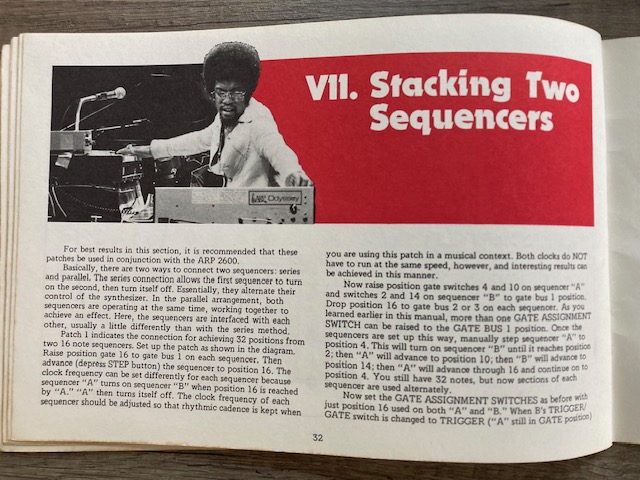 VII. Stacking Two
Sequencers
ARP Odyssey
For best results in this section, it is recommended that these
patches be used in conjunction with the ARP 2600.
Basically, there are two ways to connect two sequencers: series
and parallel. The series connection allows the first sequencer to turn
on the second, then turn itself off. Essentially, they alternate their
control of the synthesizer. In the parallel arrangement, both
sequencers are operating at the same time, working together to
achieve an effect. Here, the sequencers are interfaced with each
other, usually a little differently than with the series method.
Patch 1 indicates the connection for achieving 32 positions from
two 16 note sequencers. Set up the patch as shown in the diagram.
Raise position gate 16 to gate bus 1 on each sequencer. Then
advance (depress STEP button) the sequencer to position 16. The
clock frequency can be set differently for each sequencer because
sequencer "A" turns on sequencer "B" when position 16 is reached
by "A." "A" then turns itself off. The clock frequency of each
sequencer should be adjusted so that rhythmic cadence is kept when
you are using this patch in a musical context. Both clocks do NOT
have to run at the same speed, however, and interesting results can
be achieved in this manner.
Now raise position gate switches 4 and 10 on sequencer "A"
and switches 2 and 14 on sequencer "B" to gate bus 1 position.
Drop position 16 to gate bus 2 or 3 on each sequencer. As you
learned earlier in this manual, more than one GATE ASSIGNMENT
SWITCH can be raised to the GATE BUS 1 position. Once the
sequencers are set up this way, manually step sequencer "A" to
position 4. This will turn on sequencer "B" until it reaches position
2; then "A" will advance to position 10; then "B" will advance to
position 14; then "A" will advance through 16 and continue on to
position 4. You still have 32 notes, but now sections of each
sequencer are used alternately.
Now set the GATE ASSIGNMENT SWITCHES as before with
just position 16 used on both "A" and "B." When B's TRIGGER/
GATE switch is changed to TRIGGER ("A" still in GATE position)
32